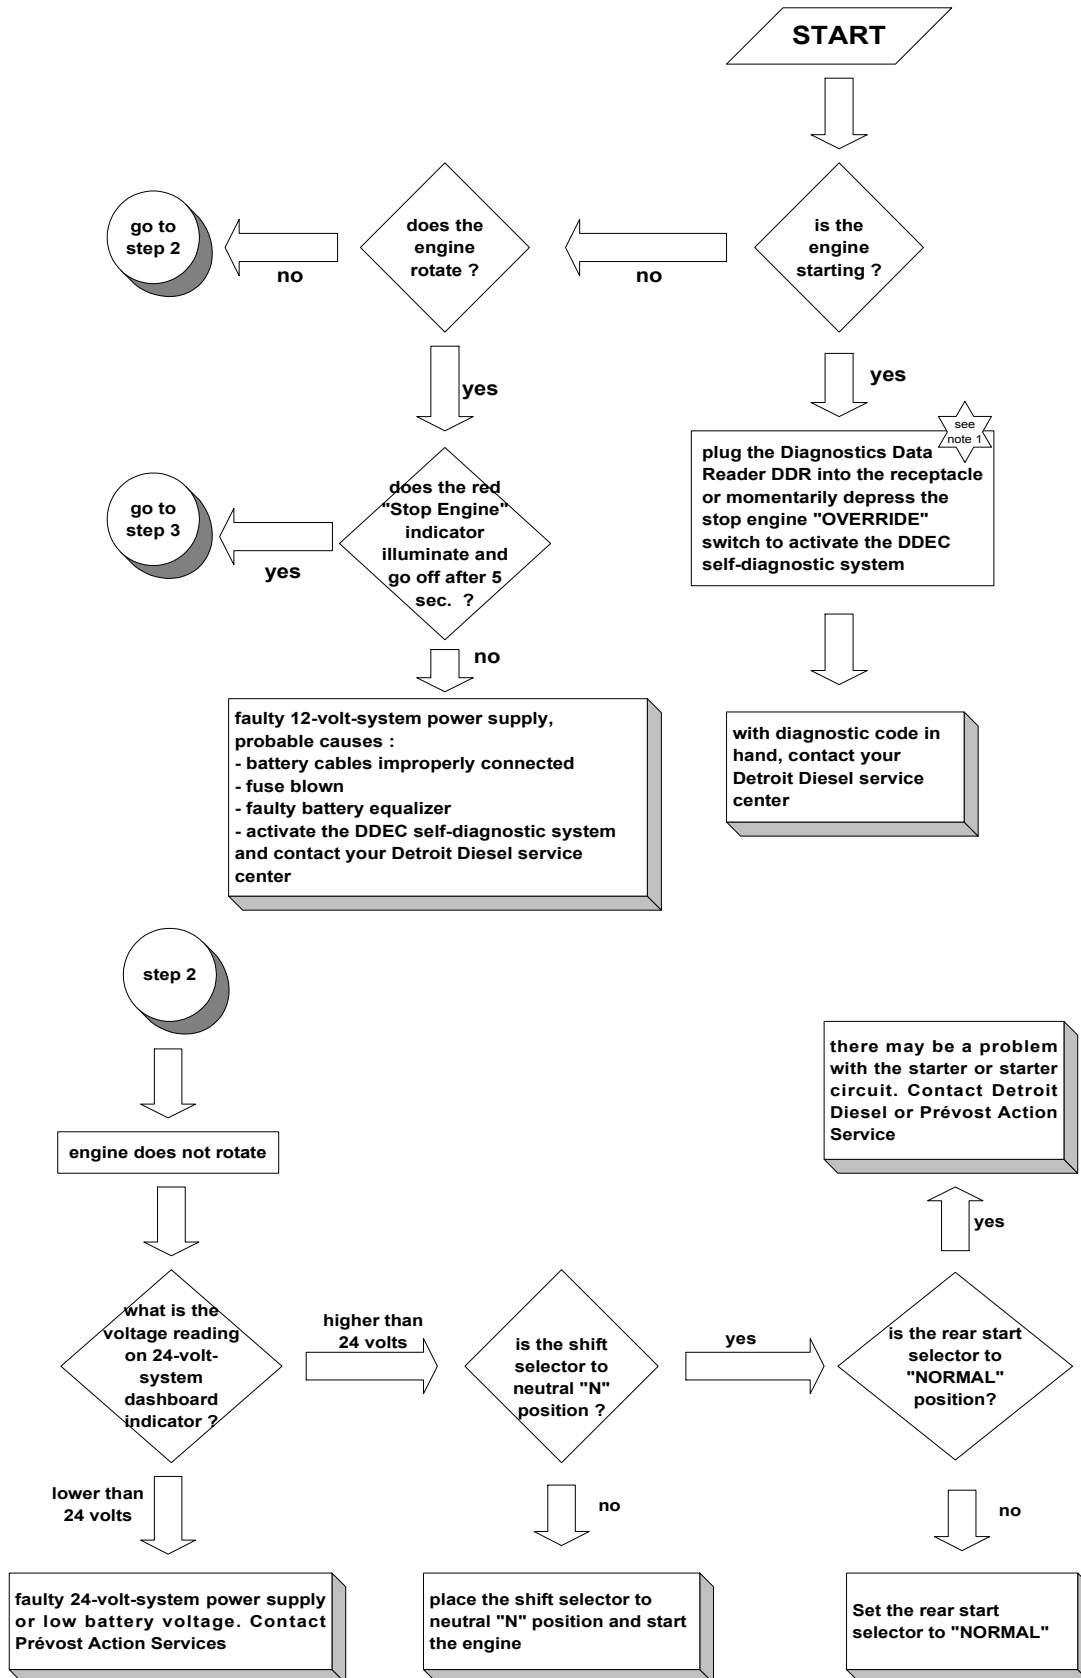 START
is the
engine
starting ?
no
does the
engine
rotate ?
no
go to
step 2
yes
yes
see
note 1
plug the Diagnostics Data
Reader DDR into the receptacle
or momentarily depress the
stop engine "OVERRIDE"
switch to activate the DDEC
self-diagnostic system
does the red
"Stop Engine"
indicator
illuminate and
go off after 5
sec. ?
yes
go to
step 3
no
with diagnostic code in
hand, contact your
Detroit Diesel service
center
faulty 12-volt-system power supply,
probable causes :
- battery cables improperly connected
- fuse blown
- faulty battery equalizer
- activate the DDEC self-diagnostic system
and contact your Detroit Diesel service
center
step 2
engine does not rotate
what is the
voltage reading
on 24-volt-
system
dashboard
indicator ?
higher than
24 volts
is the shift
selector to
neutral "N"
position ?
yes
is the rear start
selector to
"NORMAL"
position?
yes
there may be a problem
with the starter or starter
circuit. Contact Detroit
Diesel or Prévost Action
Service
lower than
24 volts
no
no
faulty 24-volt-system power supply
or low battery voltage. Contact
Prévost Action Services
place the shift selector to
neutral "N" position and start
the engine
Set the rear start
selector to "NORMAL"